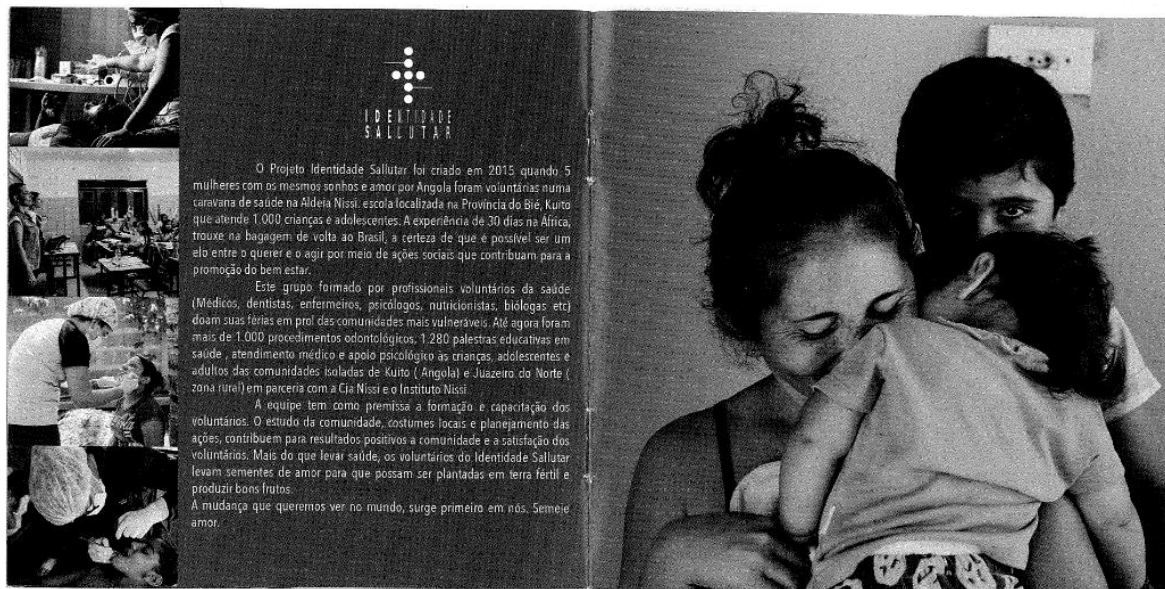 IDENTIDADE
SALLUTAR
O Projeto Identidade Sallutar foi criado em 2015 quando 5
mulheres com os mesmos sonhos e amor por Angola foram voluntárias numa
caravana de saúde na Aldeia Nissi, escola localizada na Província do Bié, Kuito
que atende 1.000 crianças e adolescentes. A experiência de 30 dias na África,
trouxe na bagagem de volta ao Brasil, a certeza de que é possível ser um
elo entre o querer e o agir por meio de ações sociais que contribuam para a
promoção do bem estar.
Este grupo formado por profissionais voluntários da saúde
(Médicos, dentistas, enfermeiros, psicólogos, nutricionistas, biólogas etc)
doam suas férias em prol das comunidades mais vulneráveis. Até agora foram
mais de 1.000 procedimentos odontológicos, 1.280 palestras educativas em
saúde , atendimento médico e apoio psicológico às crianças, adolescentes e
adultos das comunidades isoladas de Kuito ( Angola) e Juazeiro do Norte (
zona rural) em parceria com a Cia Nissi e o Instituto Nissi.
A equipe tem como premissa a formação e capacitação dos
voluntários. O estudo da comunidade, costumes locais e planejamento das
ações, contribuem para resultados positivos a comunidade e a satisfação dos
voluntários. Mais do que levar saúde, os voluntários do Identidade Sallutar
levam sementes de amor para que possam ser plantadas em terra fértil e
produzir bons frutos.
A mudança que queremos ver no mundo, surge primeiro em nós. Semeie
amor.